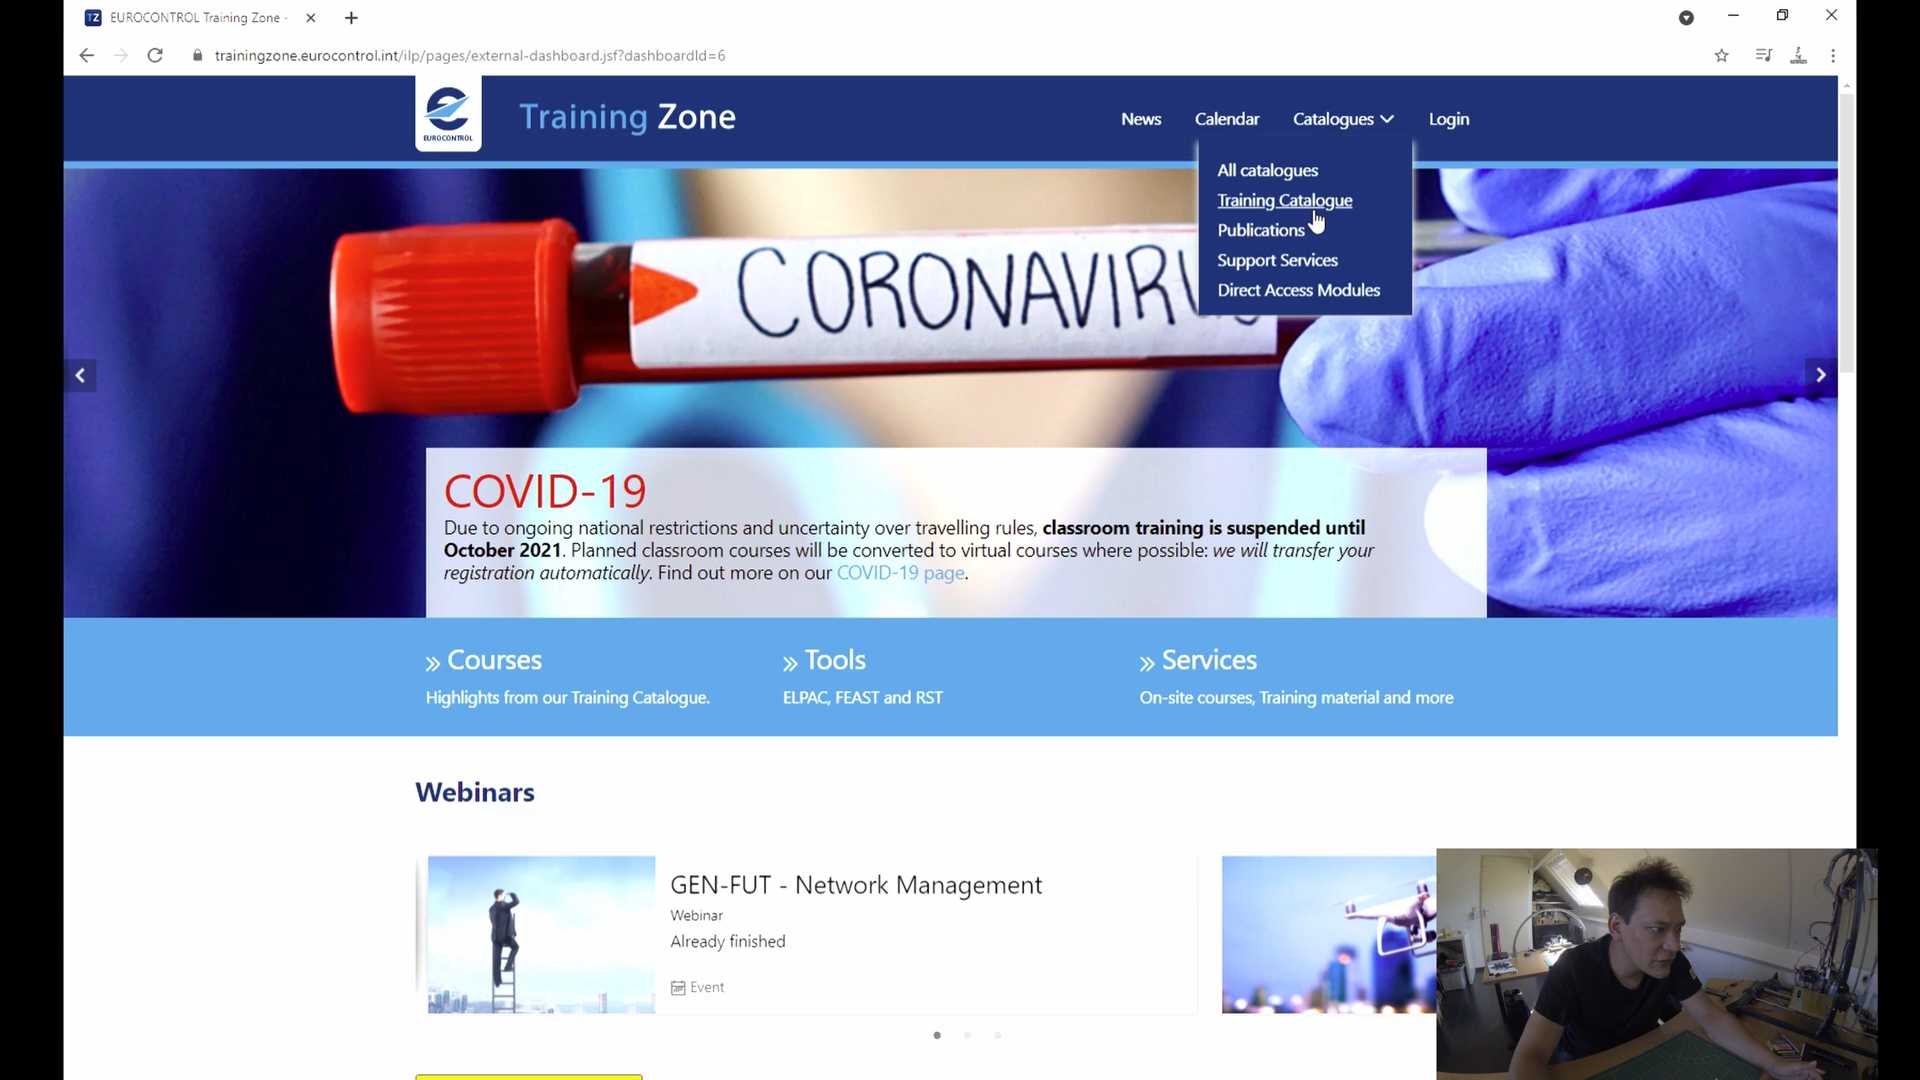 TZ EUROCONTROL Training Zone -
trainingzone.eurocontrol.int/ilp/pages/external-dashboard.jsf?dashboardId=6
EUROCONTROL
Training Zone
News Calendar Catalogues Login
All catalogues
Training Catalogue
Publications
Support Services
Direct Access Modules
CORONAVIRUS
COVID-19
Due to ongoing national restrictions and uncertainty over travelling rules, classroom training is suspended until
October 2021. Planned classroom courses will be converted to virtual courses where possible: we will transfer your
registration automatically. Find out more on our COVID-19 page.
» Courses
Highlights from our Training Catalogue.
» Tools
ELPAC, FEAST and RST
» Services
On-site courses, Training material and more
Webinars
GEN-FUT - Network Management
Webinar
Already finished
Event